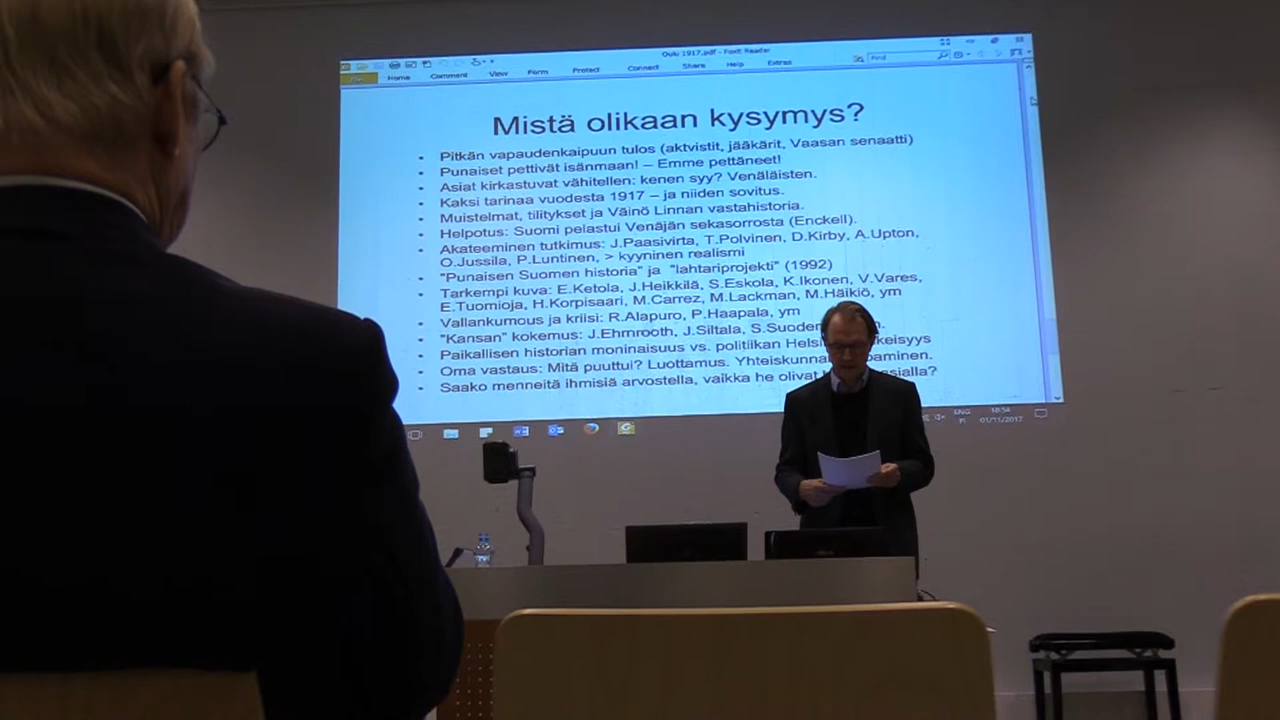 Oulu 1917.pdf - Foxit Reader
File Home Comment View Form Protect Connect Share Help Extras Find
Mistä olikaan kysymys?
• Pitkän vapaudenkaipuun tulos (aktvistit, jääkärit, Vaasan senaatti)
• Punaiset pettivät isänmaan! – Emme pettäneet!
• Asiat kirkastuvat vähitellen: kenen syy? Venäläisten.
• Kaksi tarinaa vuodesta 1917 – ja niiden sovitus.
• Muistelmat, tilitykset ja Väinö Linnan vastahistoria.
• Helpotus: Suomi pelastui Venäjän sekasorrosta (Enckell).
• Akateeminen tutkimus: J.Paasivirta, T.Polvinen, D.Kirby, A.Upton,
O.Jussila, P.Luntinen, > kyyninen realismi
• "Punaisen Suomen historia" ja "lahtariprojekti" (1992)
• Tarkempi kuva: E.Ketola, J.Heikkilä, S.Eskola, K.Ikonen, V.Vares,
E.Tuomioja, H.Korpisaari, M.Carrez, M.Lackman, M.Häikiö, ym
• Vallankumous ja kriisi: R.Alapuro, P.Haapala, ym
• "Kansan" kokemus: J.Ehrnrooth, J.Siltala, S.Suoden
• Paikallisen historian moninaisuus vs. politiikan Helsin keisyys
• Oma vastaus: Mitä puuttui? Luottamus. Yhteiskunna oaminen.
• Saako menneitä ihmisiä arvostella, vaikka he olivat asialla?
ENG 18:54
FI 01/11/2017